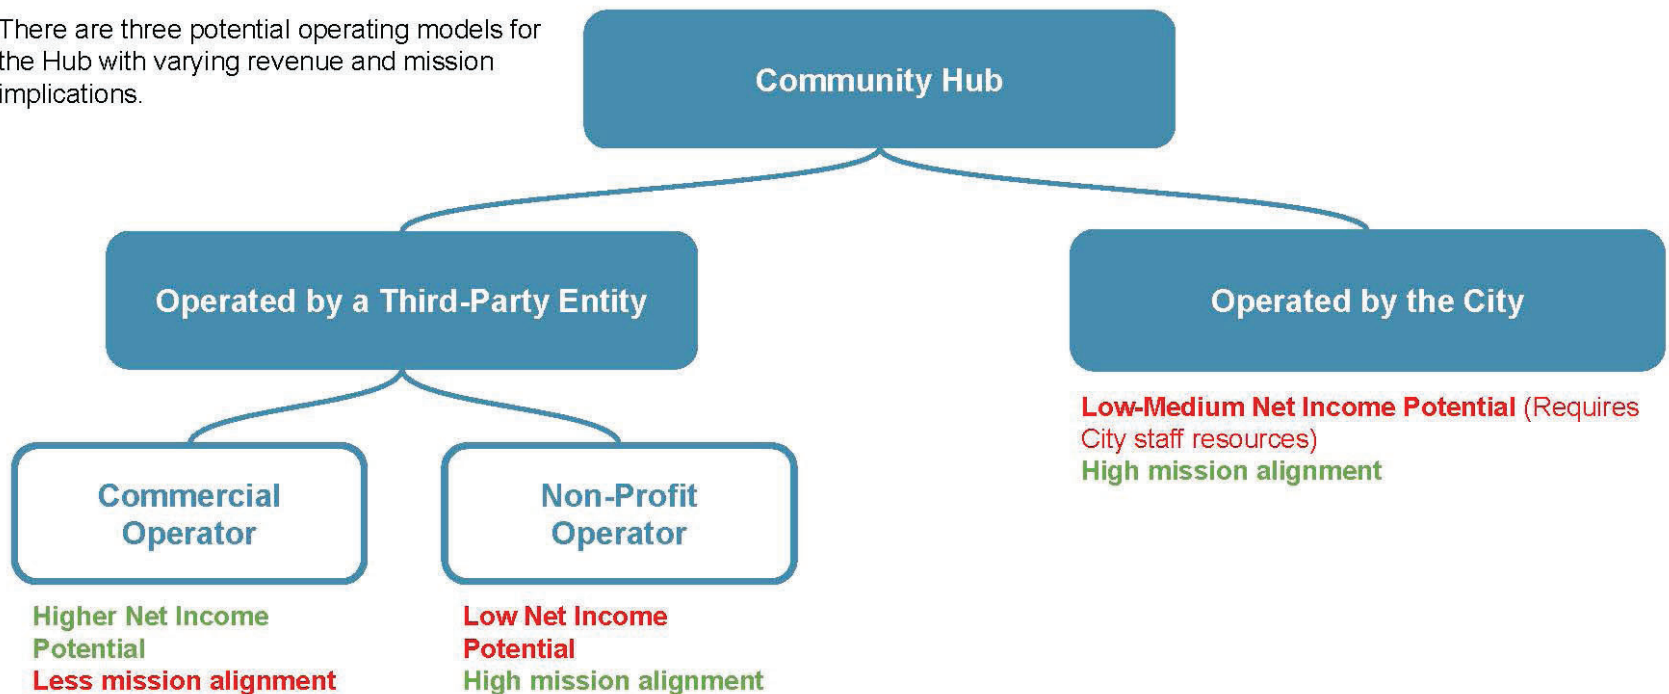 There are three potential operating models for
the Hub with varying revenue and mission
implications.
Community Hub
Operated by a Third-Party Entity
Operated by the City
Low-Medium Net Income Potential (Requires
City staff resources)
High mission alignment
Commercial
Operator
Non-Profit
Operator
Higher Net Income
Potential
Less mission alignment
Low Net Income
Potential
High mission alignment